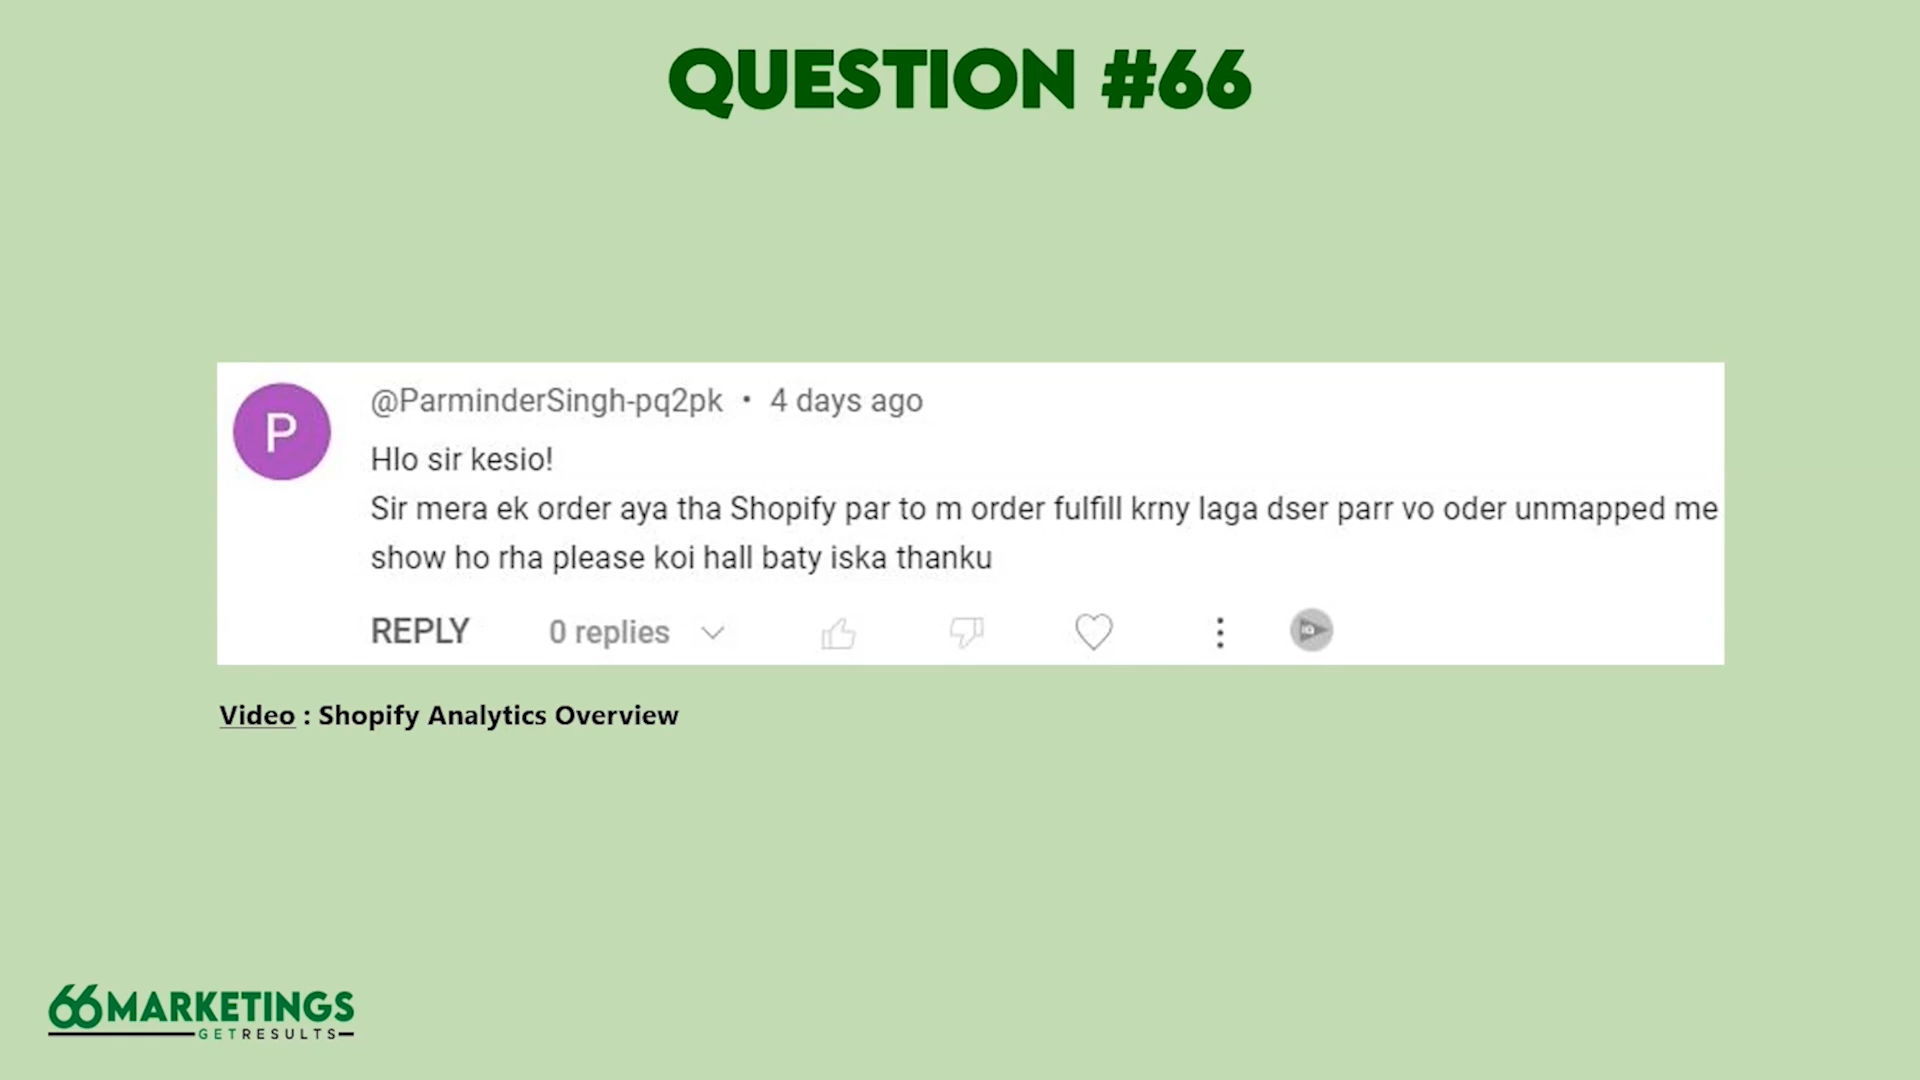 QUESTION #66
P
@ParminderSingh-pq2pk • 4 days ago
Hlo sir kesio!
Sir mera ek order aya tha Shopify par to m order fulfill krny laga dser parr vo oder unmapped me
show ho rha please koi hall baty iska thanku
REPLY 0 replies
IQ
Video : Shopify Analytics Overview
66MARKETINGS
GETRESULTS